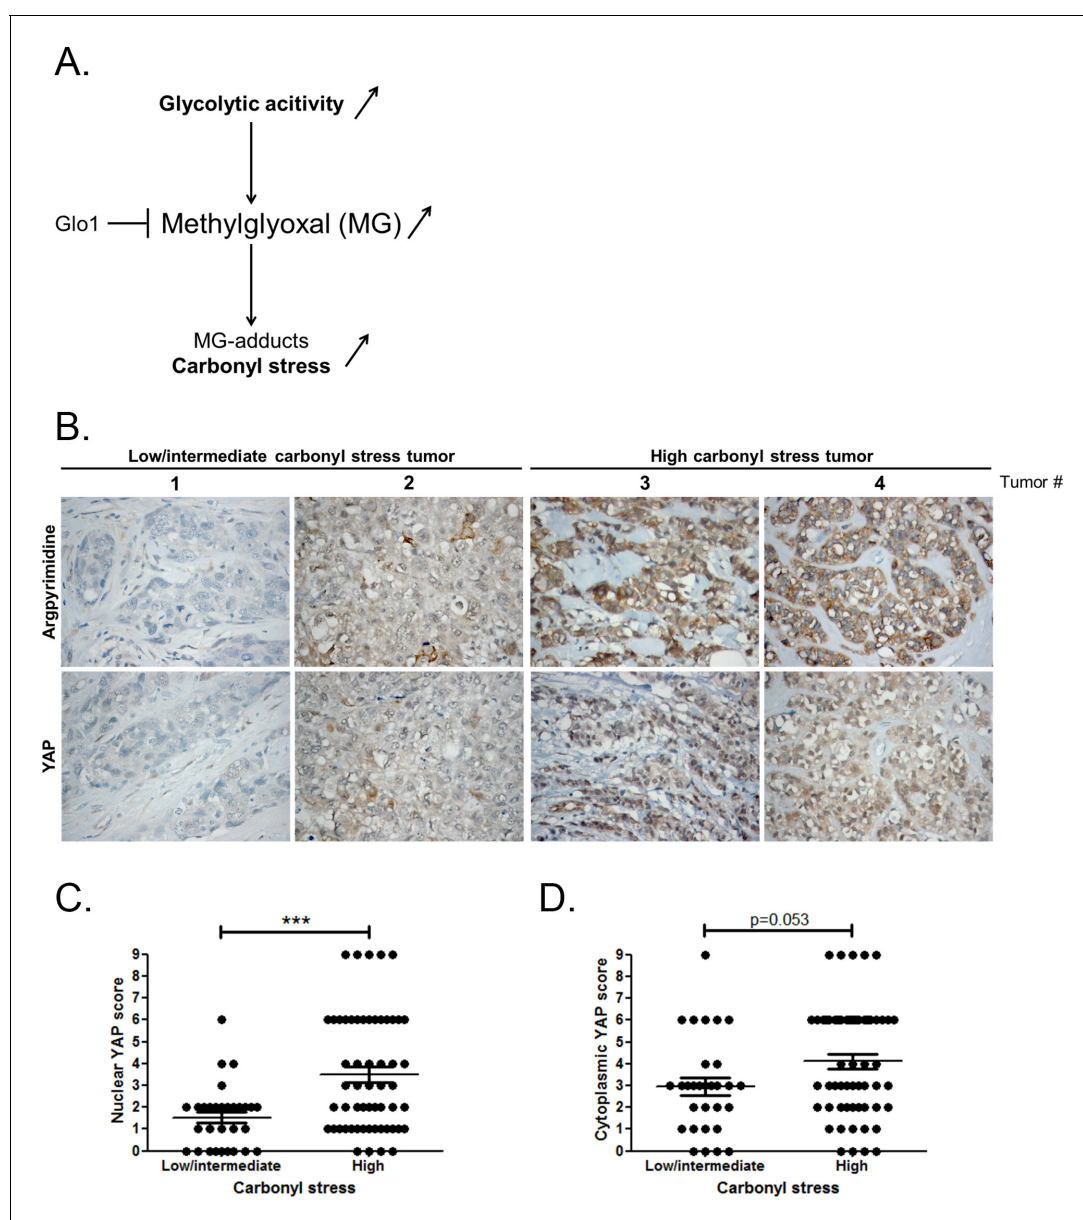 A.
Glycolytic acitivity
Glo1
Methylglyoxal (MG)
MG-adducts
Carbonyl stress
B.
Low/intermediate carbonyl stress tumor
High carbonyl stress tumor
1 2 3 4 Tumor #
Argpyrimidine
YAP
C.
***
Nuclear YAP score
9
8
7
6
5
4
3
2
1
0
Low/intermediate High
Carbonyl stress
D.
p=0.053
Cytoplasmic YAP score
9
8
7
6
5
4
3
2
1
0
Low/intermediate High
Carbonyl stress